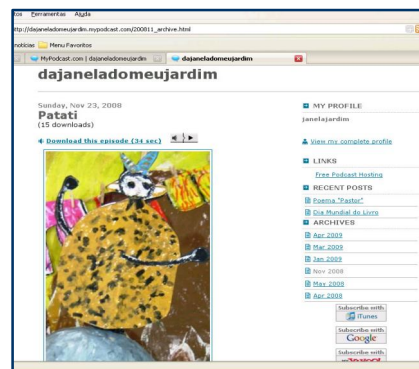 tos Ferramentas Ajuda
ttp://dajaneladomeujardim.mypodcast.com/200811_archive.html
notícias Menu Favoritos
MyPodcast.com | dajaneladomeujardim
dajaneladomeujardim
dajaneladomeujardim
Sunday, Nov 23, 2008
Patati
(15 downloads)
Download this episode (34 sec)
MY PROFILE
janelajardim
View my complete profile
LINKS
Free Podcast Hosting
RECENT POSTS
Poema "Pastor"
Dia Mundial do Livro
ARCHIVES
Apr 2009
Mar 2009
Jan 2009
Nov 2008
May 2008
Apr 2008
Subscribe with
iTunes
Subscribe with
Google
Subscribe with